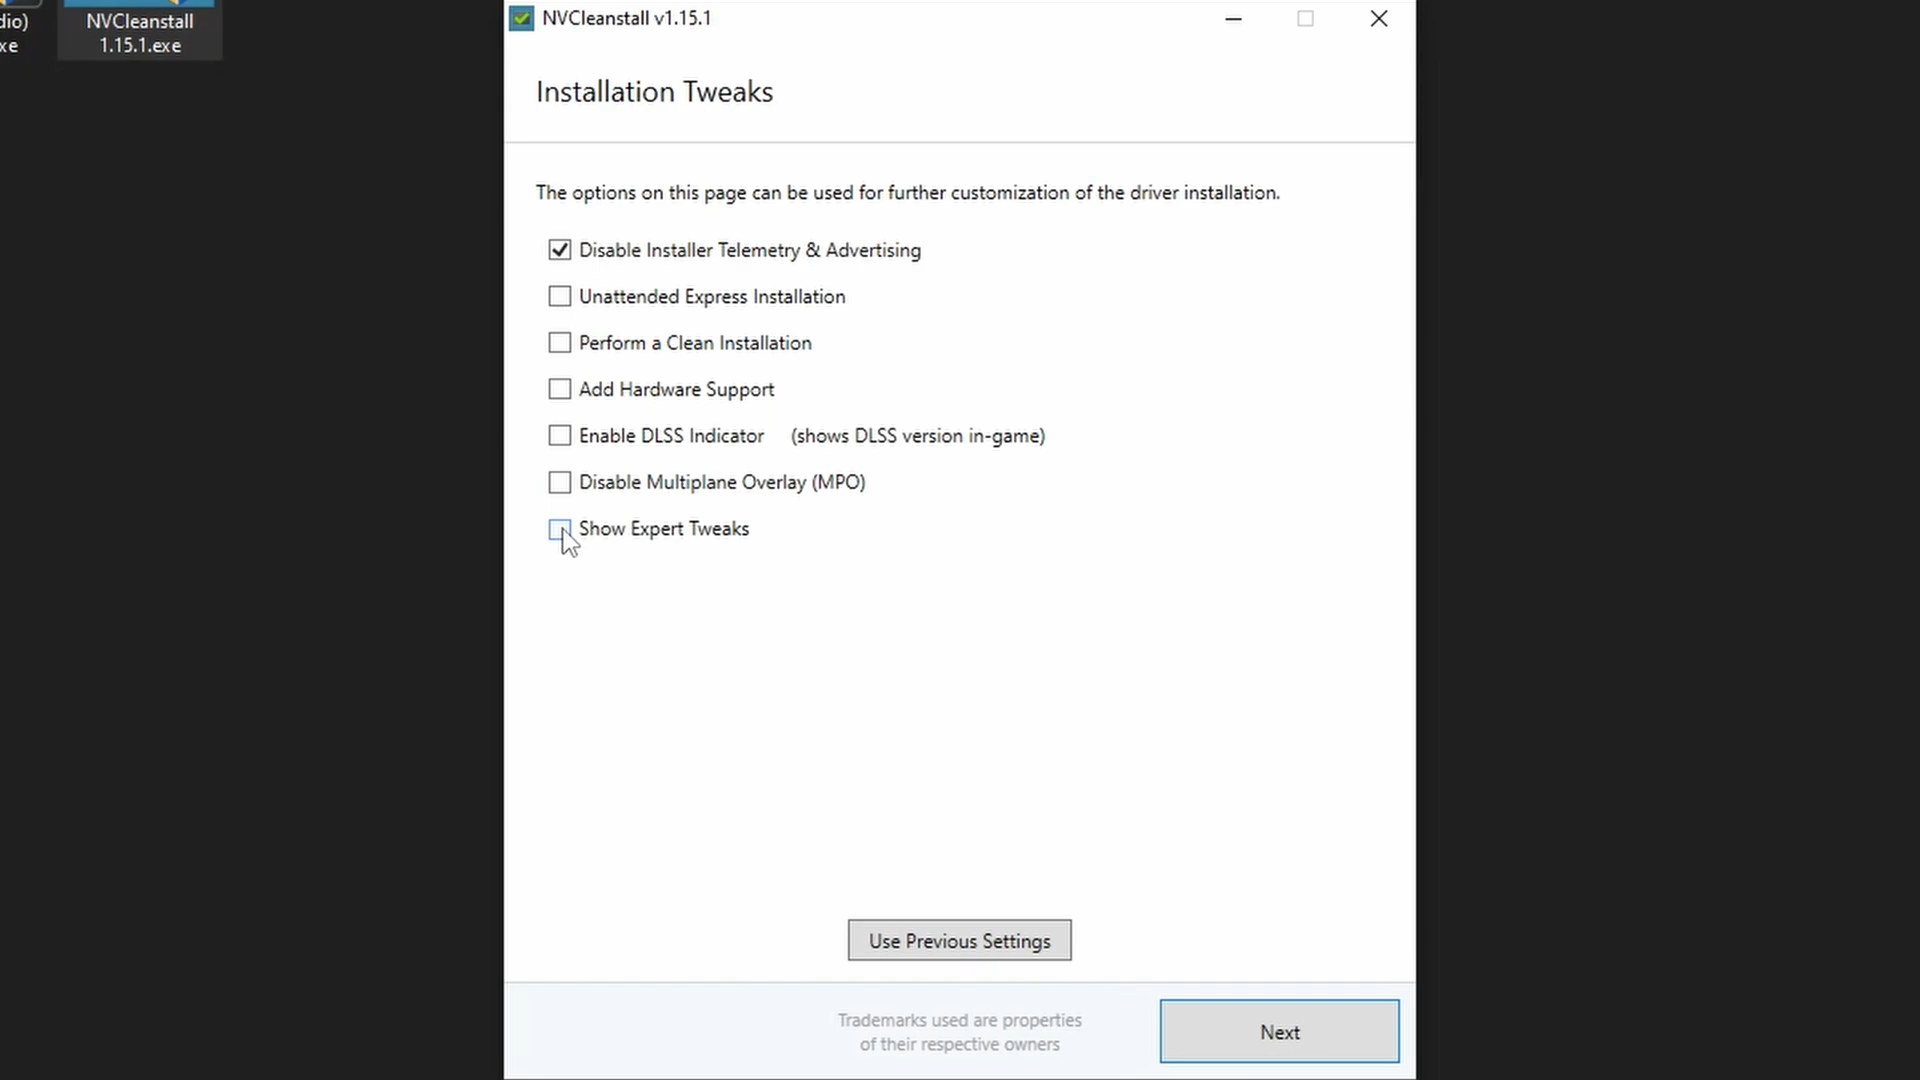 dio)
xe
NVCleanstall
1.15.1.exe
NVCleanstall v1.15.1
Installation Tweaks
The options on this page can be used for further customization of the driver installation.
Disable Installer Telemetry & Advertising
Unattended Express Installation
Perform a Clean Installation
Add Hardware Support
Enable DLSS Indicator (shows DLSS version in-game)
Disable Multiplane Overlay (MPO)
Show Expert Tweaks
Use Previous Settings
Trademarks used are properties
of their respective owners
Next